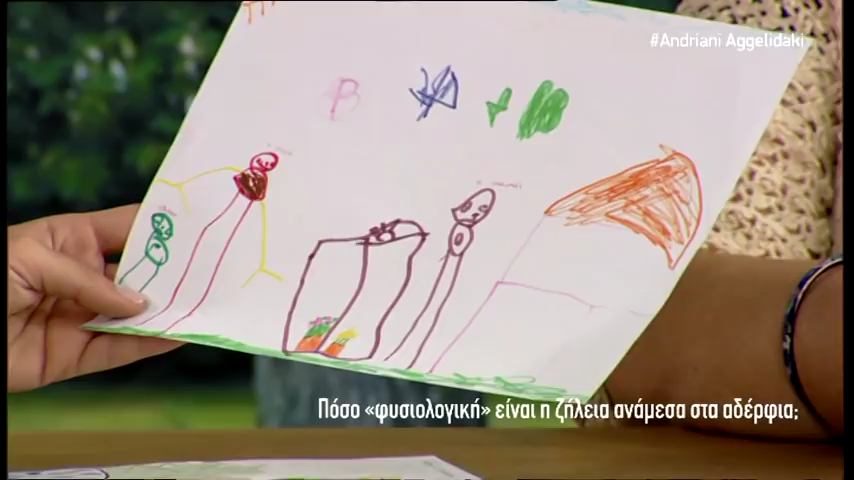 #Andriani Aggelidaki
B
Πόσο «φυσιολογική» είναι η ζήλεια ανάμεσα στα αδέρφια;